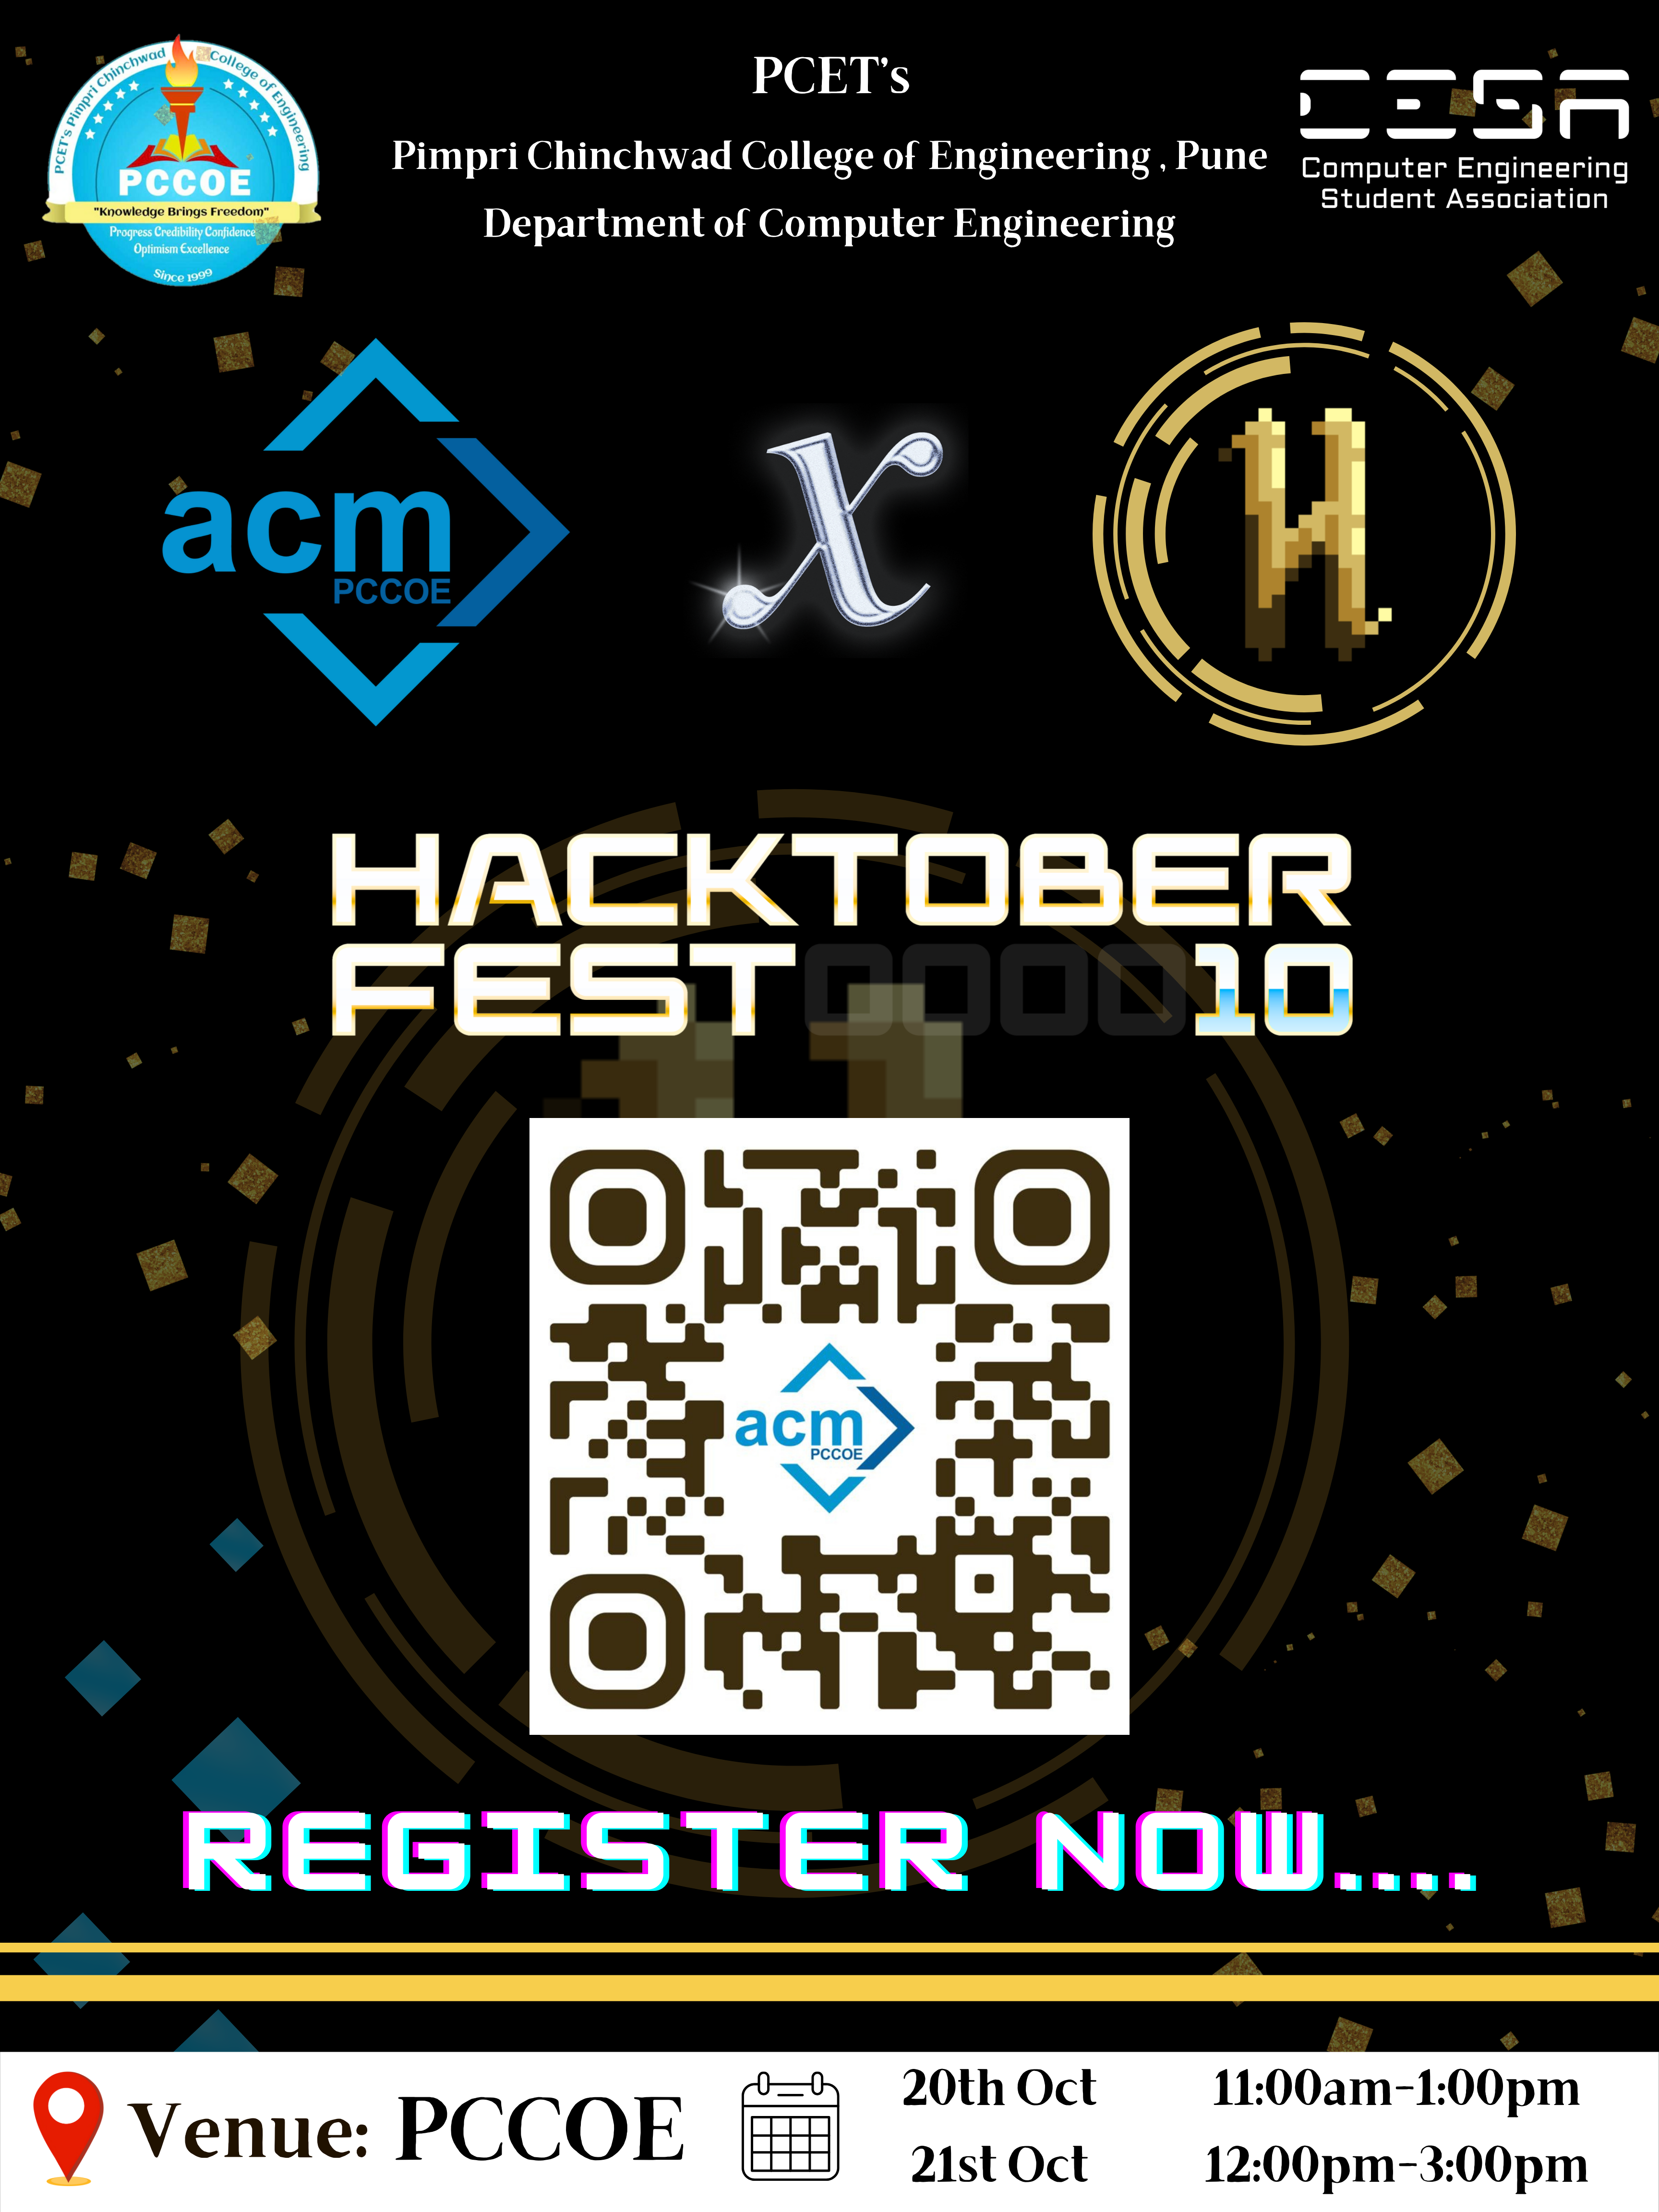 PCET's Pimpri Chinchwad College of Engineering
PCCOE
"Knowledge Brings Freedom"
Progress Credibility Confidence
Optimism Excellence
Since 1999
PCET's
Pimpri Chinchwad College of Engineering , Pune
Department of Computer Engineering
CESA
Computer Engineering
Student Association
acm
PCCOE
X
H
HACKTOBER
FEST 10
acm
PCCOE
REGISTER NOW....
Venue: PCCOE
20th Oct 11:00am-1:00pm
21st Oct 12:00pm-3:00pm